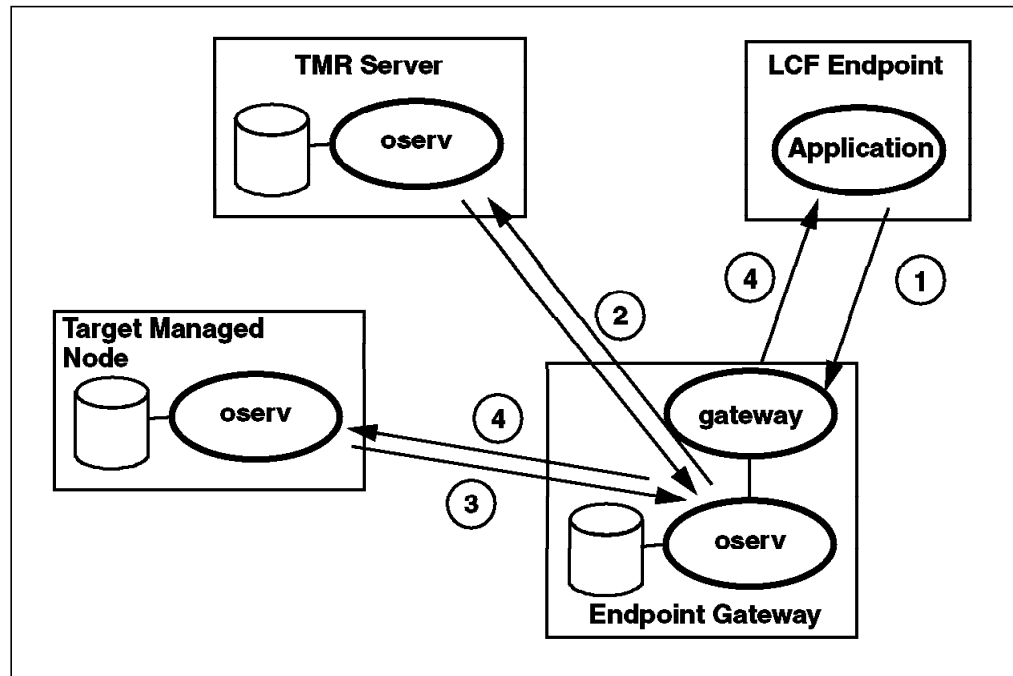 TMR Server
oserv
LCF Endpoint
Application
4
1
2
Target Managed
Node
oserv
4
3
gateway
oserv
Endpoint Gateway